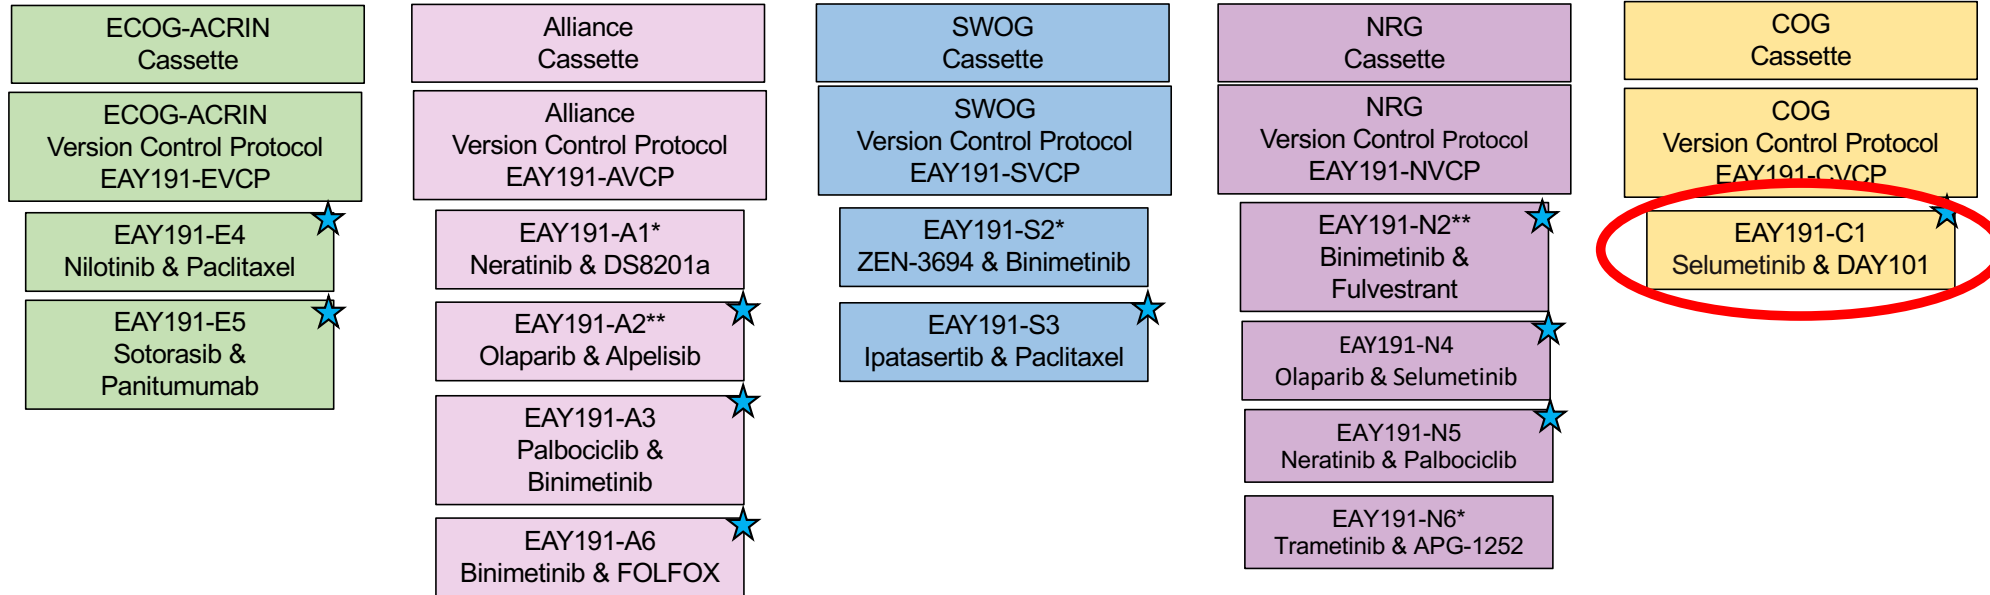 ECOG-ACRIN
Cassette
ECOG-ACRIN
Version Control Protocol
EAY191-EVCP
EAY191-E4
Nilotinib & Paclitaxel
EAY191-E5
Sotorasib &
Panitumumab
Alliance
Cassette
Alliance
Version Control Protocol
EAY191-AVCP
EAY191-A1*
Neratinib & DS8201a
EAY191-A2**
Olaparib & Alpelisib
EAY191-A3
Palbociclib &
Binimetinib
EAY191-A6
Binimetinib & FOLFOX
SWOG
Cassette
SWOG
Version Control Protocol
EAY191-SVCP
EAY191-S2*
ZEN-3694 & Binimetinib
EAY191-S3
Ipatasertib & Paclitaxel
NRG
Cassette
NRG
Version Control Protocol
EAY191-NVCP
EAY191-N2**
Binimetinib &
Fulvestrant
EAY191-N4
Olaparib & Selumetinib
EAY191-N5
Neratinib & Palbociclib
EAY191-N6*
Trametinib & APG-1252
COG
Cassette
COG
Version Control Protocol
EAY191-CVCP
EAY191-C1
Selumetinib & DAY101